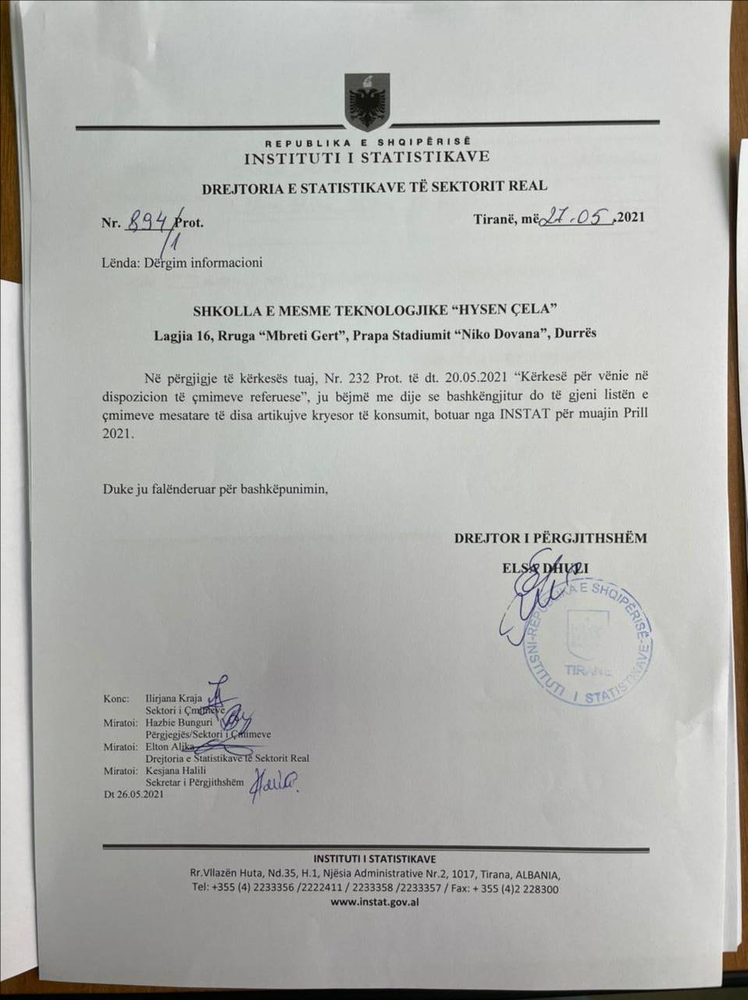 REPUBLIKA E SHQIPËRISË
INSTITUTI I STATISTIKAVE
DREJTORIA E STATISTIKAVE TË SEKTORIT REAL
Nr. 894/1 Prot.
Tiranë, më 27.05.2021
Lënda: Dërgim informacioni
SHKOLLA E MESME TEKNOLOGJIKE “HYSEN ÇELA”
Lagjia 16, Rruga “Mbreti Gert”, Prapa Stadiumit “Niko Dovana”, Durrës
Në përgjigje të kërkesës tuaj, Nr. 232 Prot. të dt. 20.05.2021 “Kërkesë për vënie në
dispozicion të çmimeve referuese”, ju bëjmë me dije se bashkëngjitur do të gjeni listën e
çmimeve mesatare të disa artikujve kryesor të konsumit, botuar nga INSTAT për muajin Prill
2021.
Duke ju falënderuar për bashkëpunimin,
DREJTOR I PËRGJITHSHËM
ELSA DHULI
REPUBLIKA E SHQIPËRISË
INSTITUTI I STATISTIKAVE
TIRANË
Konc: Ilirjana Kraja
Sektori i Çmimeve
Miratoi: Hazbie Bunguri
Përgjegjës/Sektori i Çmimeve
Miratoi: Elton Alika
Drejtoria e Statistikave të Sektorit Real
Miratoi: Kesjana Halili
Sekretar i Përgjithshëm
Dt 26.05.2021
INSTITUTI I STATISTIKAVE
Rr.Vllazën Huta, Nd.35, H.1, Njësia Administrative Nr.2, 1017, Tirana, ALBANIA,
Tel: +355 (4) 2233356 /2222411 / 2233358 /2233357 / Fax: + 355 (4)2 228300
www.instat.gov.al